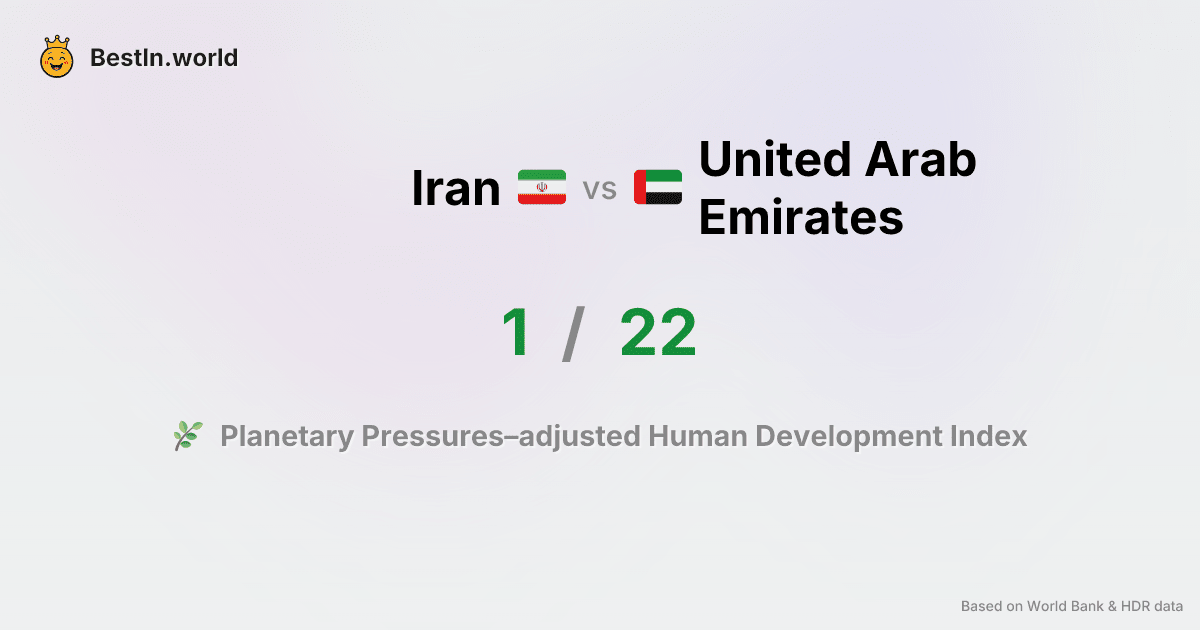 BestIn.world
Iran vs United Arab
Emirates
1 / 22
Planetary Pressures–adjusted Human Development Index
Based on World Bank & HDR data